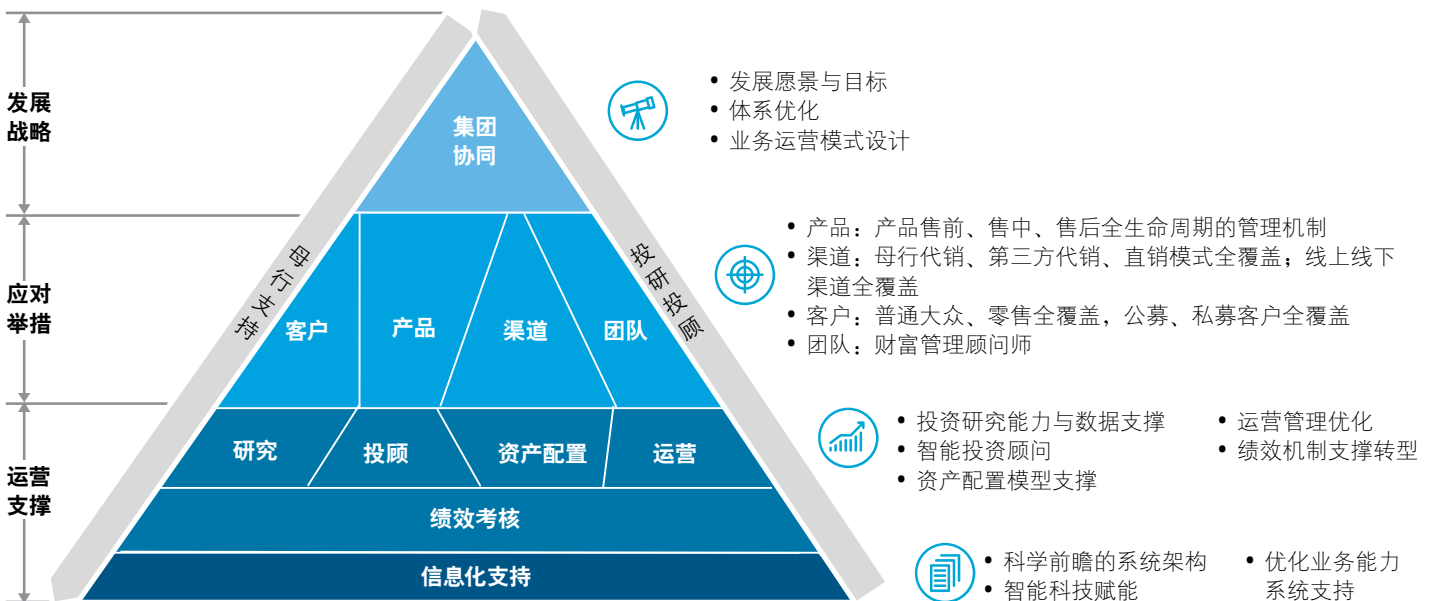 发展
战略
集团
协同
• 发展愿景与目标
• 体系优化
• 业务运营模式设计
母行支持
投研投顾
应对
举措
客户
产品
渠道
团队
• 产品：产品售前、售中、售后全生命周期的管理机制
• 渠道：母行代销、第三方代销、直销模式全覆盖；线上线下
渠道全覆盖
• 客户：普通大众、零售全覆盖，公募、私募客户全覆盖
• 团队：财富管理顾问师
运营
支撑
研究
投顾
资产配置
运营
• 投资研究能力与数据支撑
• 智能投资顾问
• 资产配置模型支撑
• 运营管理优化
• 绩效机制支撑转型
绩效考核
信息化支持
• 科学前瞻的系统架构
• 智能科技赋能
• 优化业务能力
系统支持